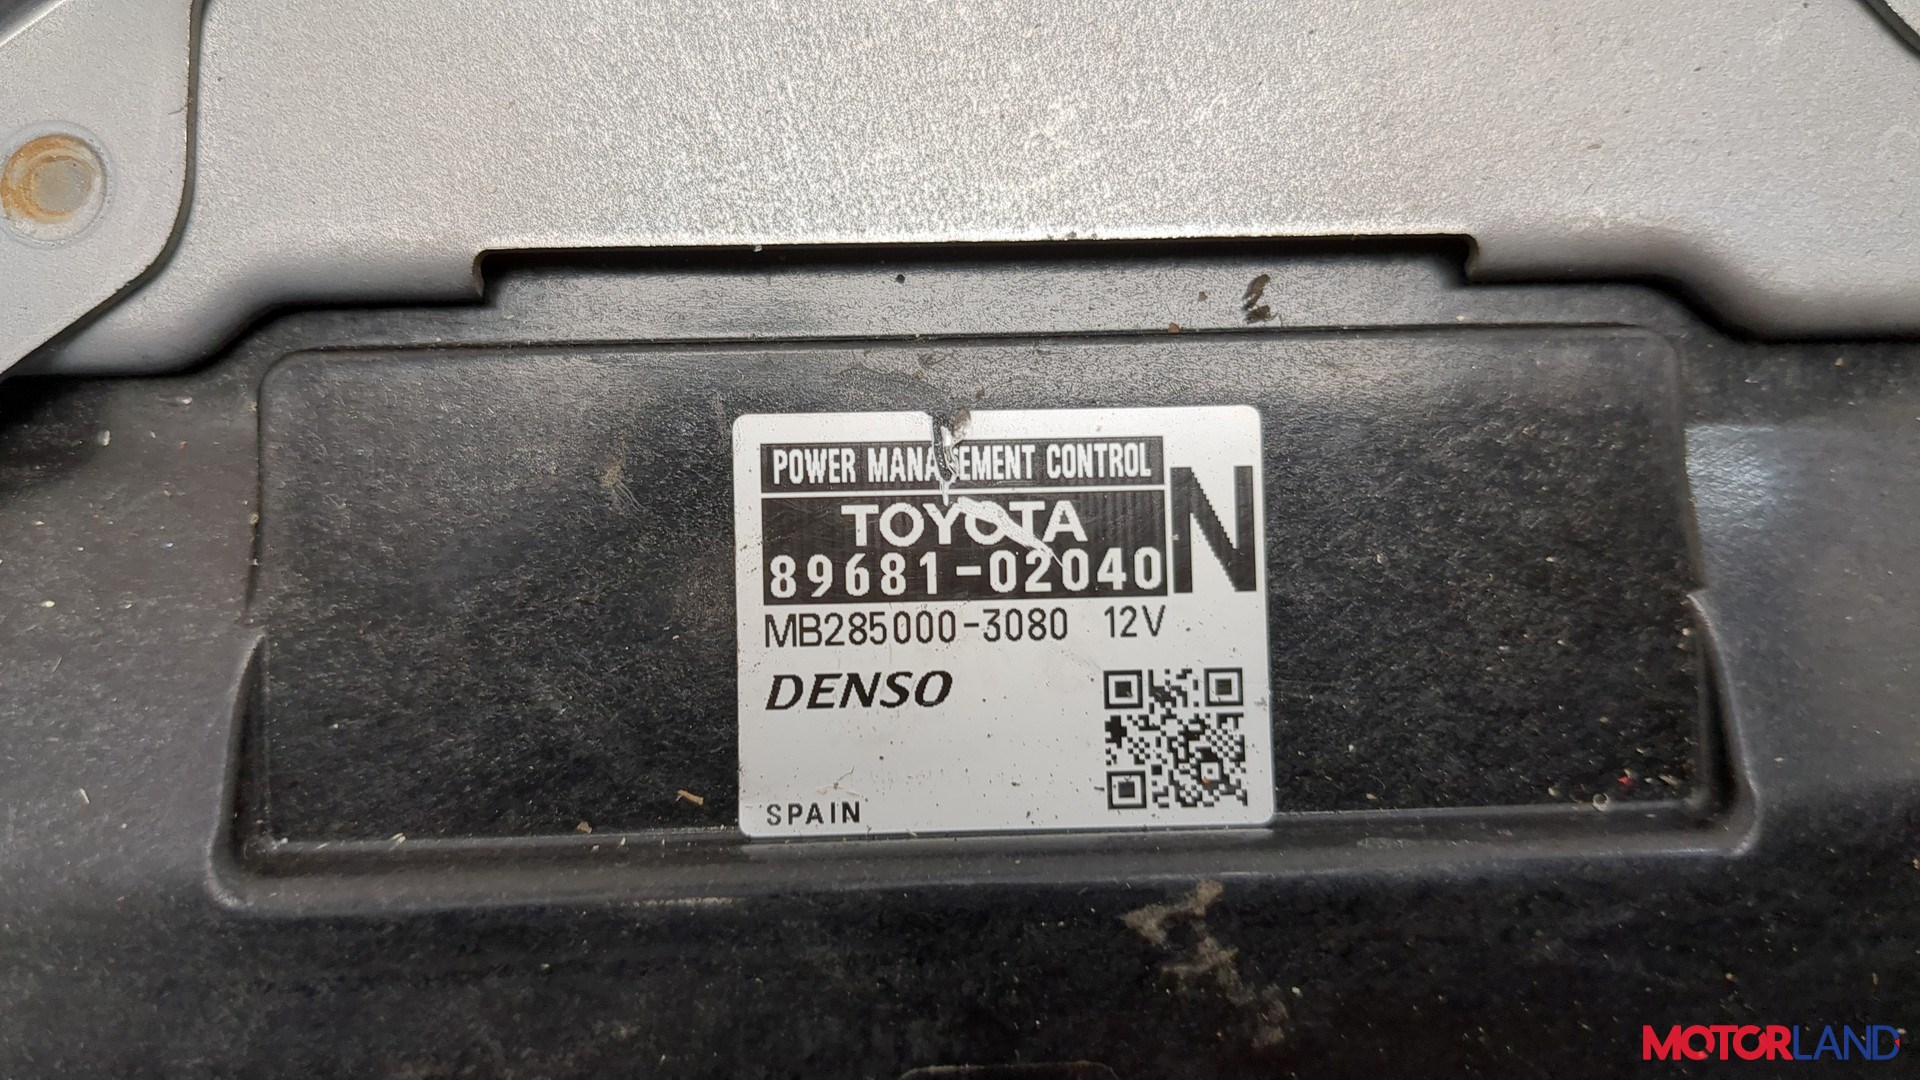 POWER MANAGEMENT CONTROL
TOYOTA
89681-02040
N
MB285000-3080 12V
DENSO
SPAIN
MOTORLAND